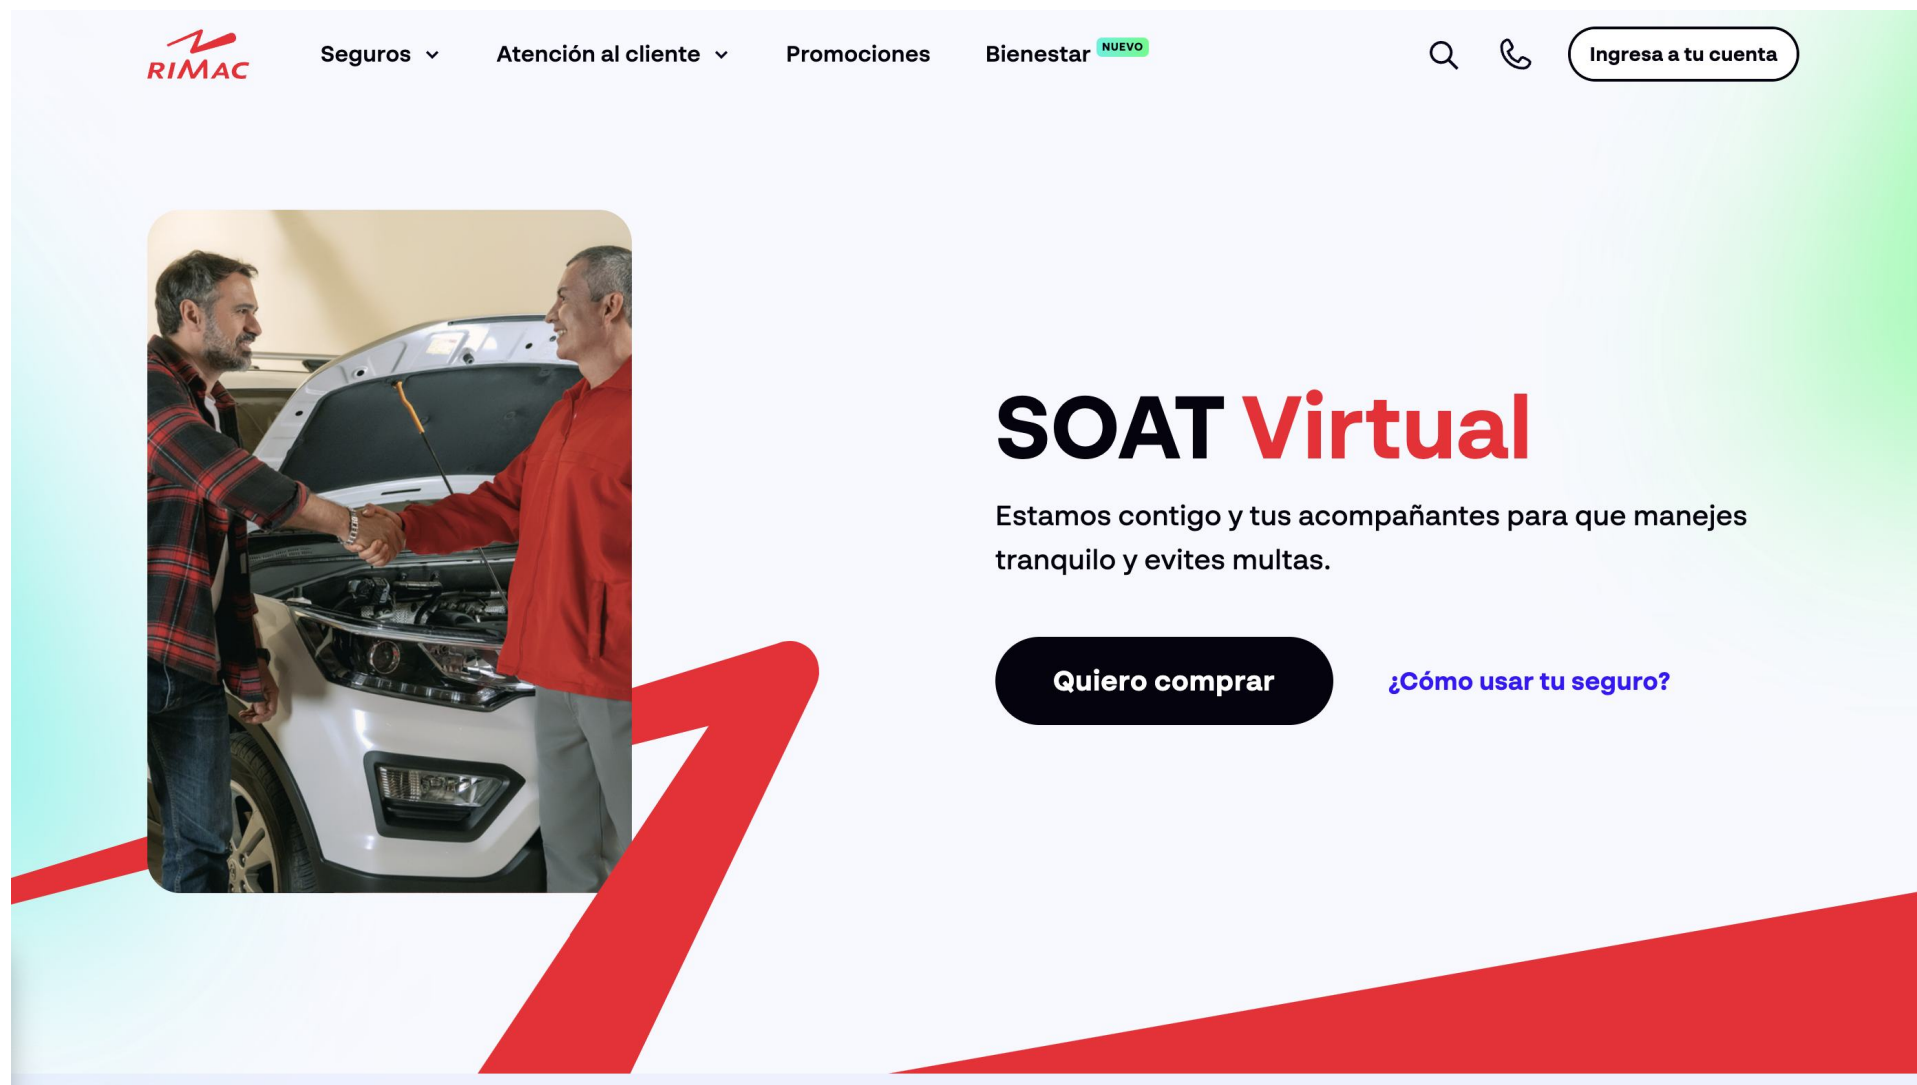 RIMAC
Seguros
Atención al cliente
Promociones
Bienestar
NUEVO
Ingresa a tu cuenta
SOAT Virtual
Estamos contigo y tus acompañantes para que manejes
tranquilo y evites multas.
Quiero comprar
¿Cómo usar tu seguro?